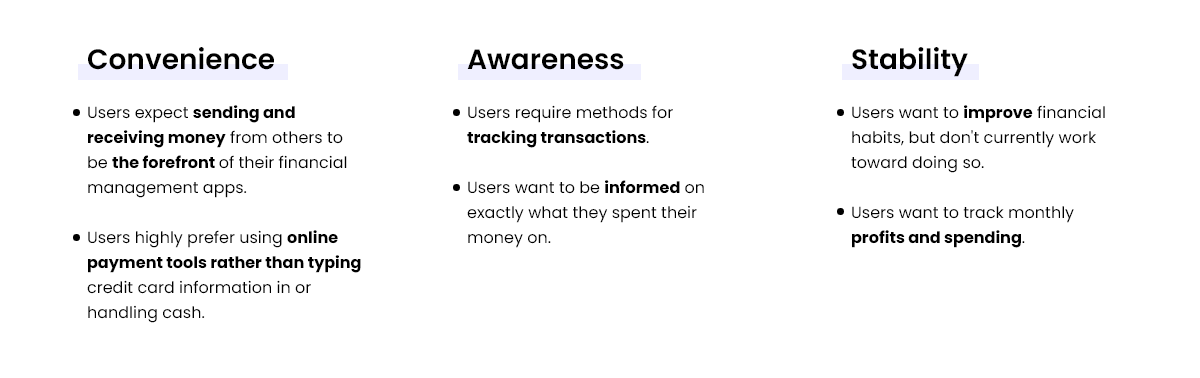 Convenience
Users expect sending and
receiving money from others to
be the forefront of their financial
management apps.
Users highly prefer using online
payment tools rather than typing
credit card information in or
handling cash.
Awareness
Users require methods for
tracking transactions.
Users want to be informed on
exactly what they spent their
money on.
Stability
Users want to improve financial
habits, but don't currently work
toward doing so.
Users want to track monthly
profits and spending.